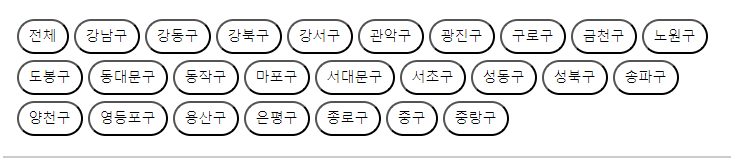 전체 강남구 강동구 강북구 강서구 관악구 광진구 구로구 금천구 노원구
도봉구 동대문구 동작구 마포구 서대문구 서조구 성동구 성북구 송파구
양천구 영등포구 용산구 은평구 종로구 중구 중랑구